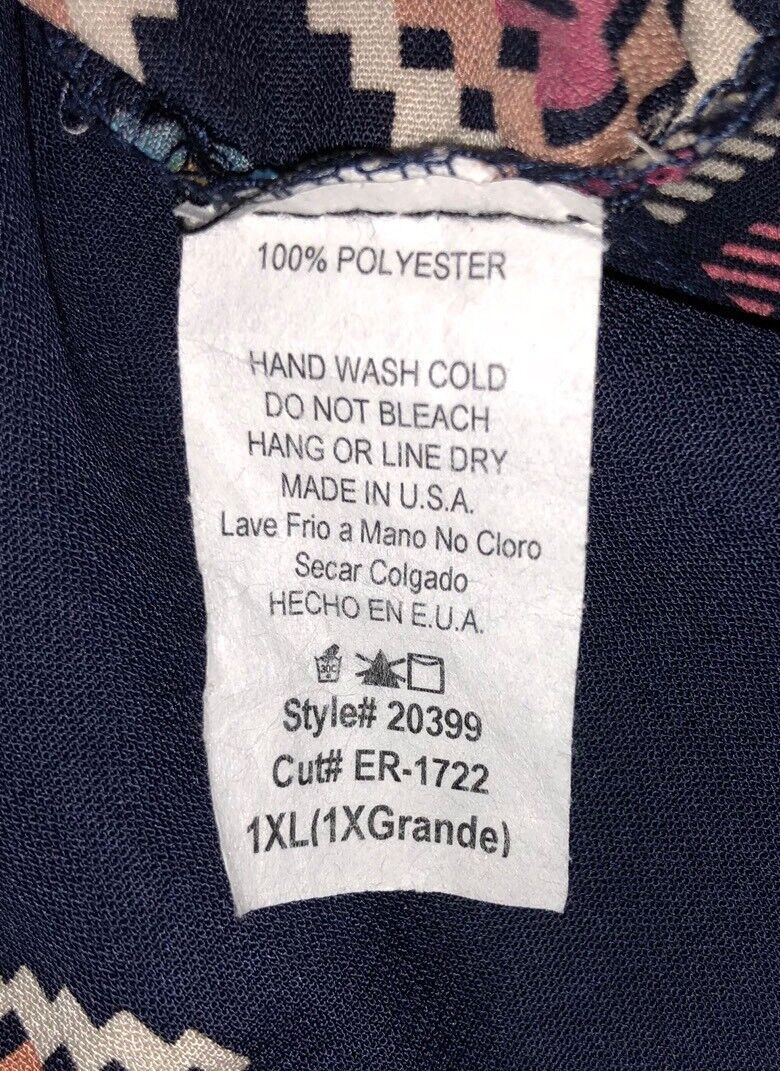 100% POLYESTER
HAND WASH COLD
DO NOT BLEACH
HANG OR LINE DRY
MADE IN U.S.A.
Lave Frio a Mano No Cloro
Secar Colgado
HECHO EN E.U.A.
30C
Style# 20399
Cut# ER-1722
1XL(1XGrande)